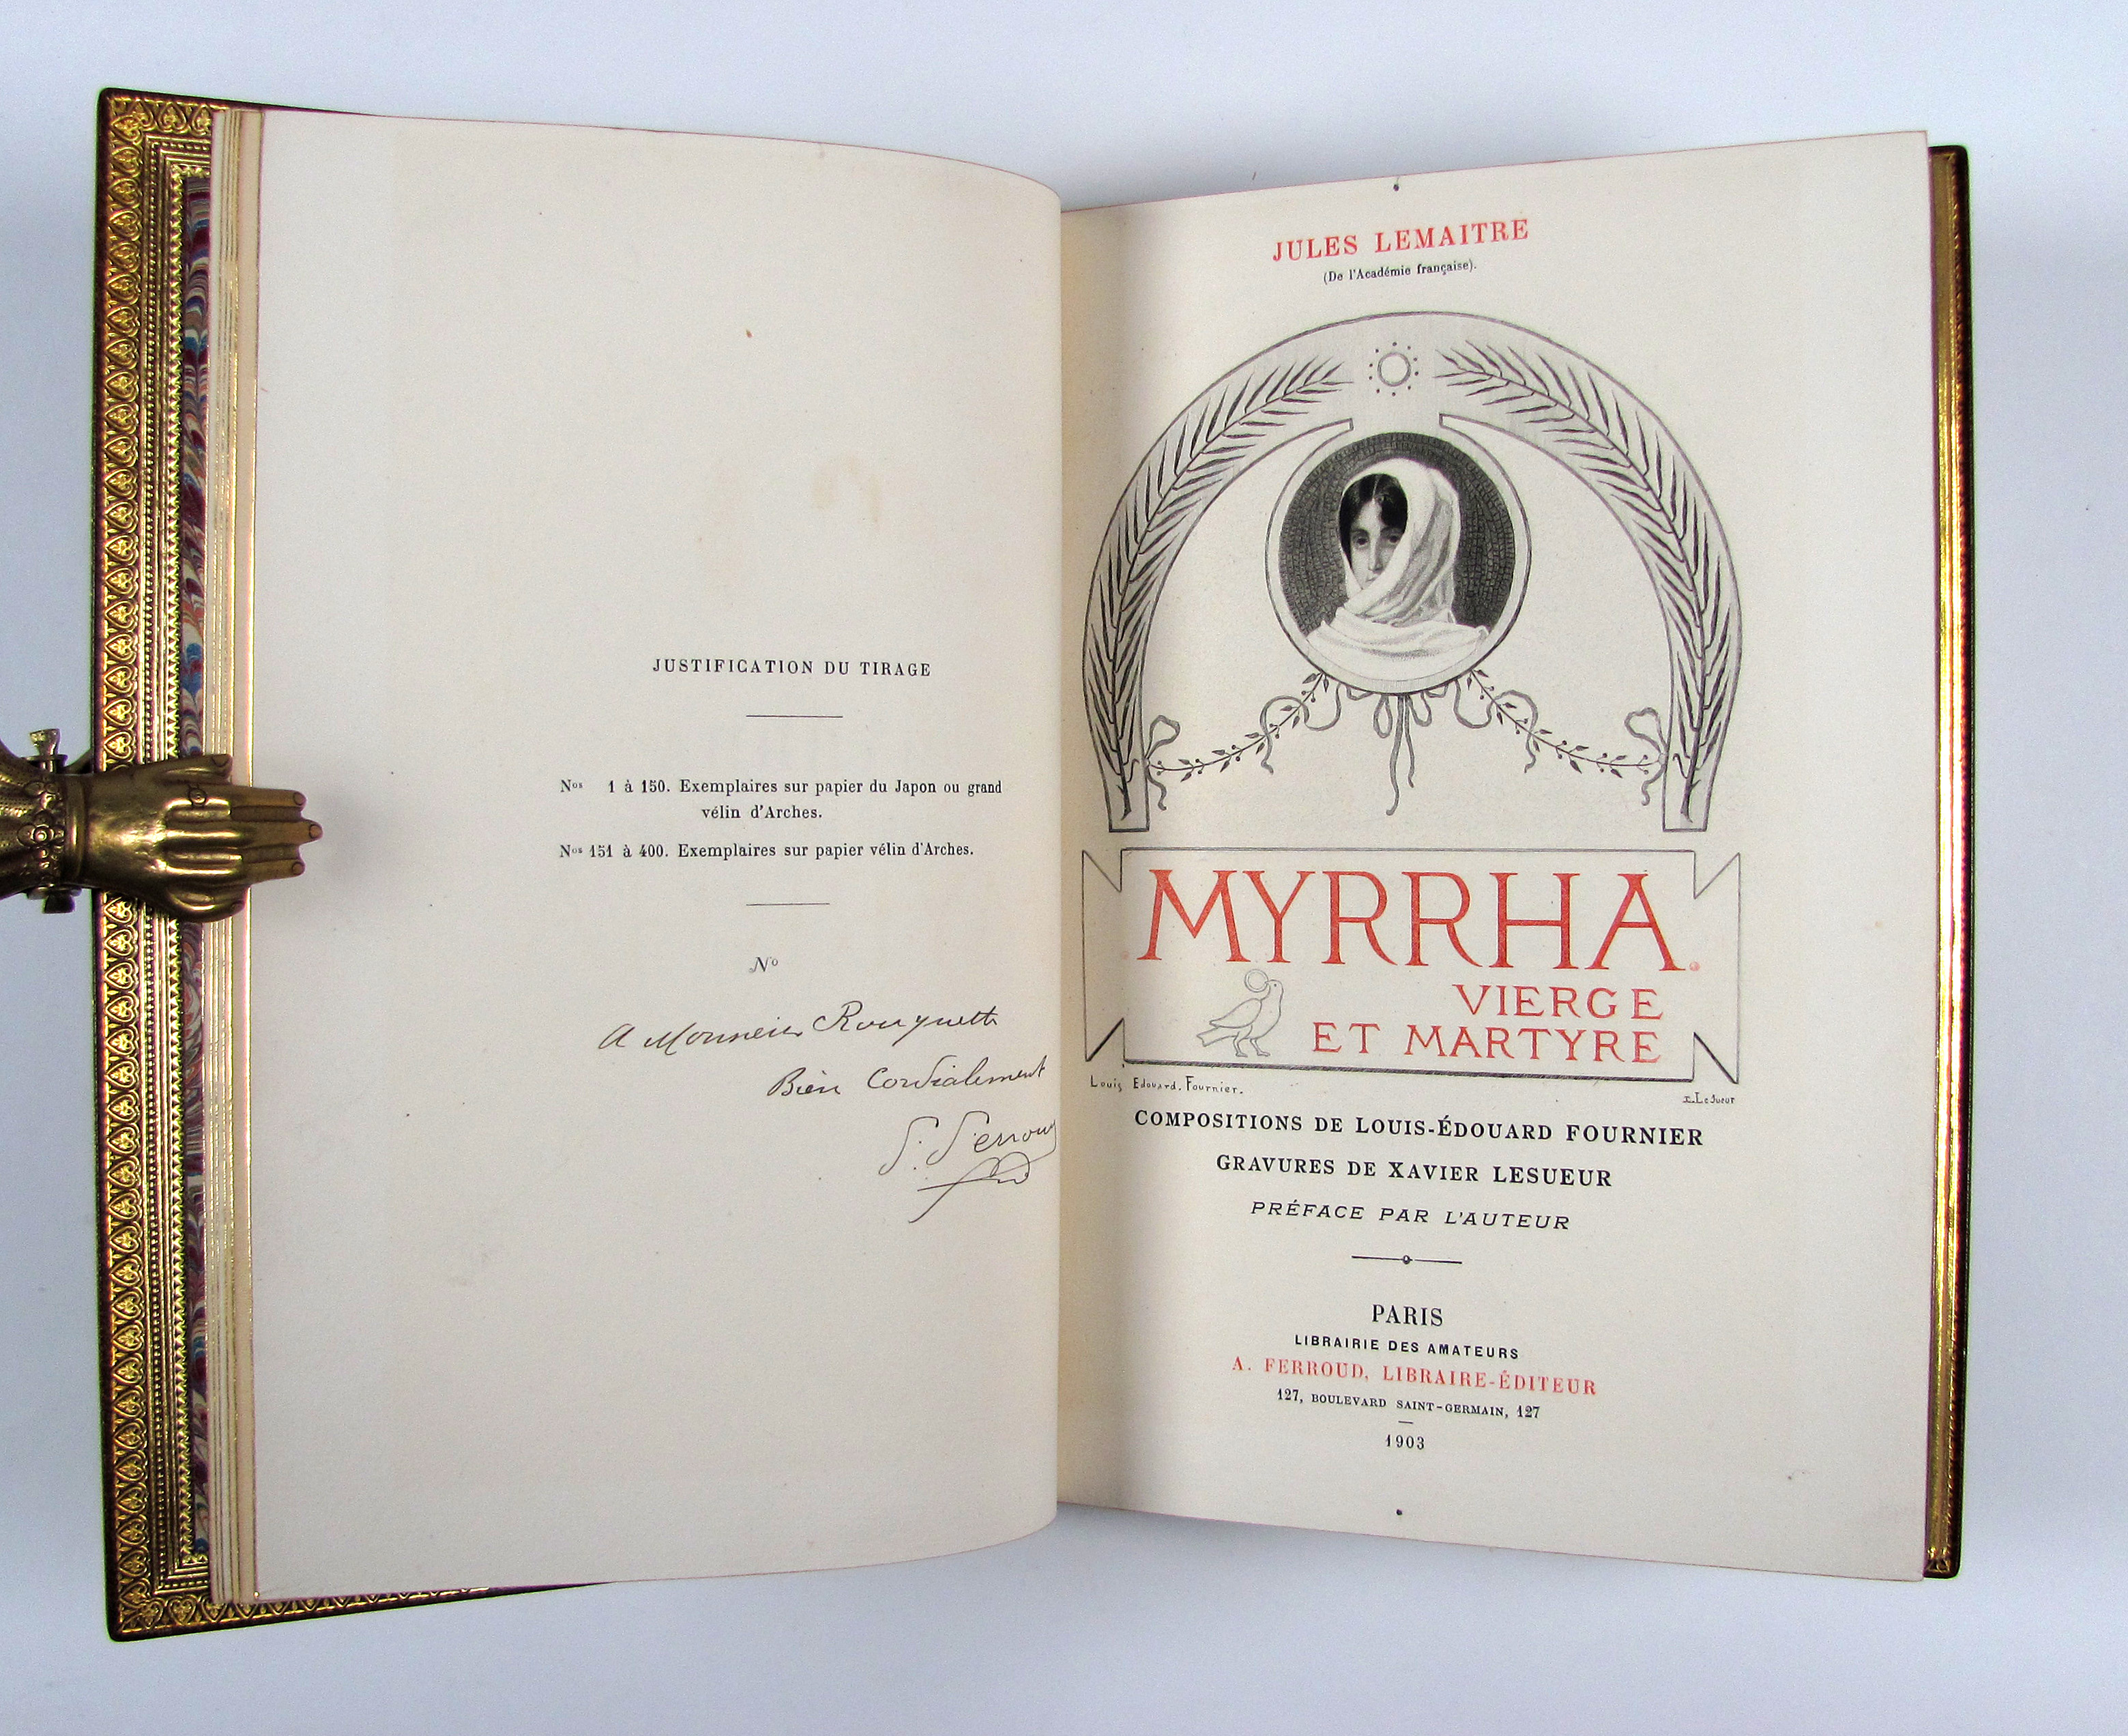 JUSTIFICATION DU TIRAGE
Nos 1 à 150. Exemplaires sur papier du Japon ou grand
vélin d'Arches.
Nos 151 à 400. Exemplaires sur papier vélin d'Arches.
No
A Monsieur Rouquette
Bien Cordialement
F. Ferroud
JULES LEMAITRE
(De l'Académie française).
MYRRHA.
VIERGE
ET MARTYRE
Louis Edouard. Fournier.
X. Lesueur
COMPOSITIONS DE LOUIS-ÉDOUARD FOURNIER
GRAVURES DE XAVIER LESUEUR
PRÉFACE PAR L'AUTEUR
PARIS
LIBRAIRIE DES AMATEURS
A. FERROUD, LIBRAIRE-ÉDITEUR
127, BOULEVARD SAINT-GERMAIN, 127
1903